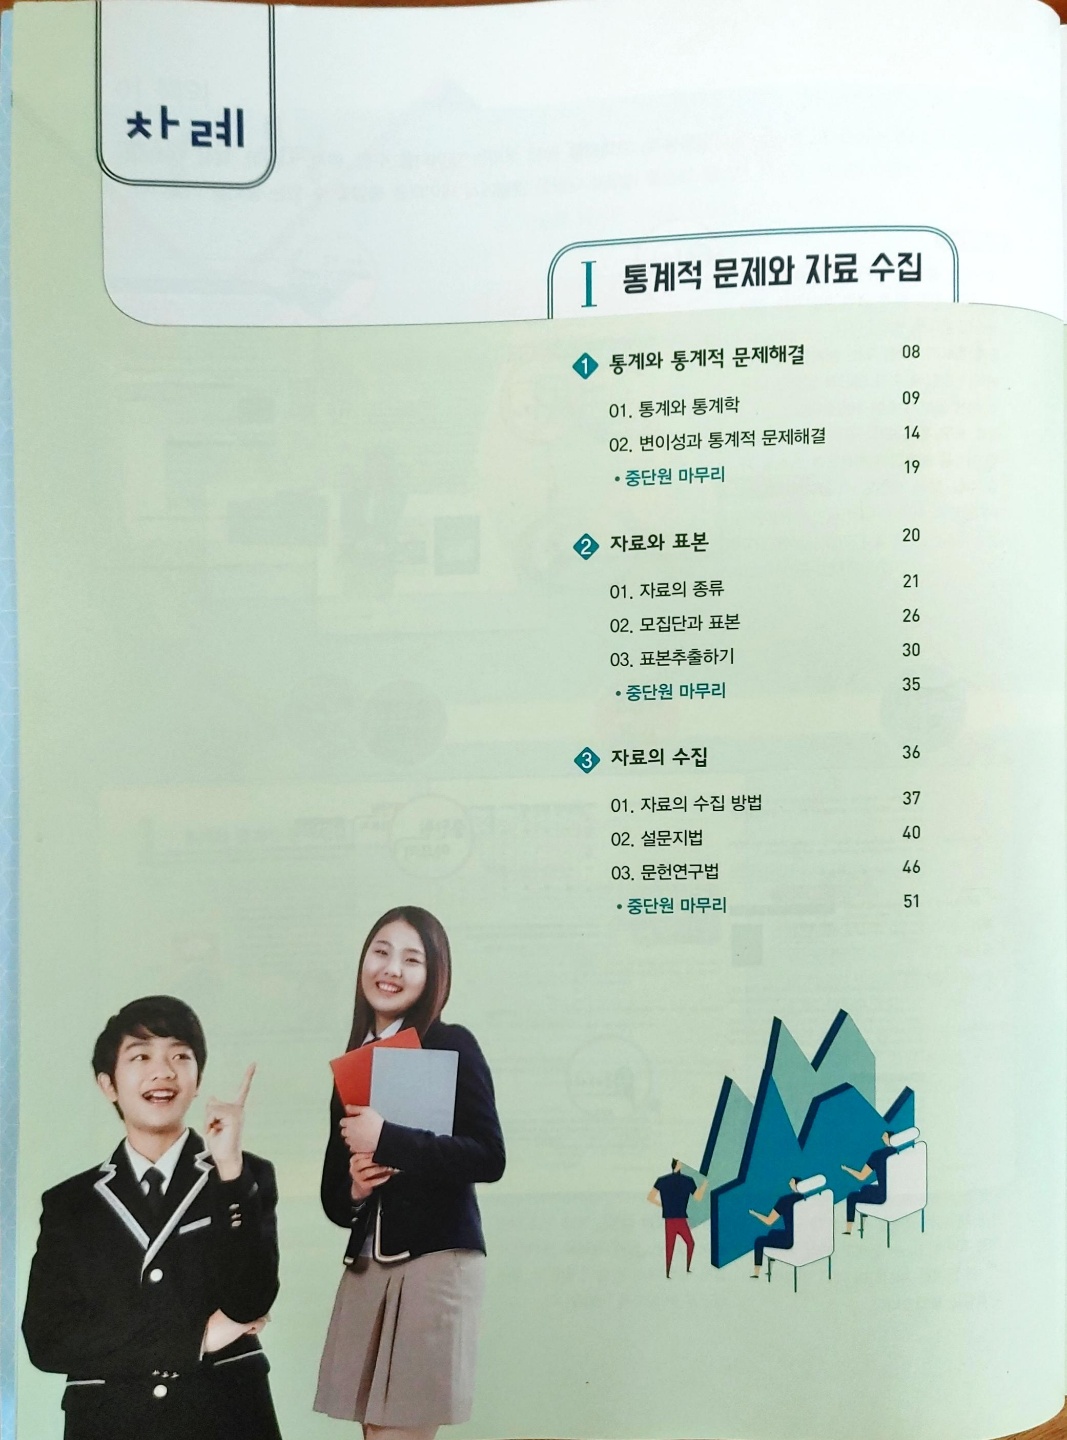 차례
I 통계적 문제와 자료 수집
1 통계와 통계적 문제해결 08
01. 통계와 통계학 09
02. 변이성과 통계적 문제해결 14
• 중단원 마무리 19
2 자료와 표본 20
01. 자료의 종류 21
02. 모집단과 표본 26
03. 표본추출하기 30
• 중단원 마무리 35
3 자료의 수집 36
01. 자료의 수집 방법 37
02. 설문지법 40
03. 문헌연구법 46
• 중단원 마무리 51